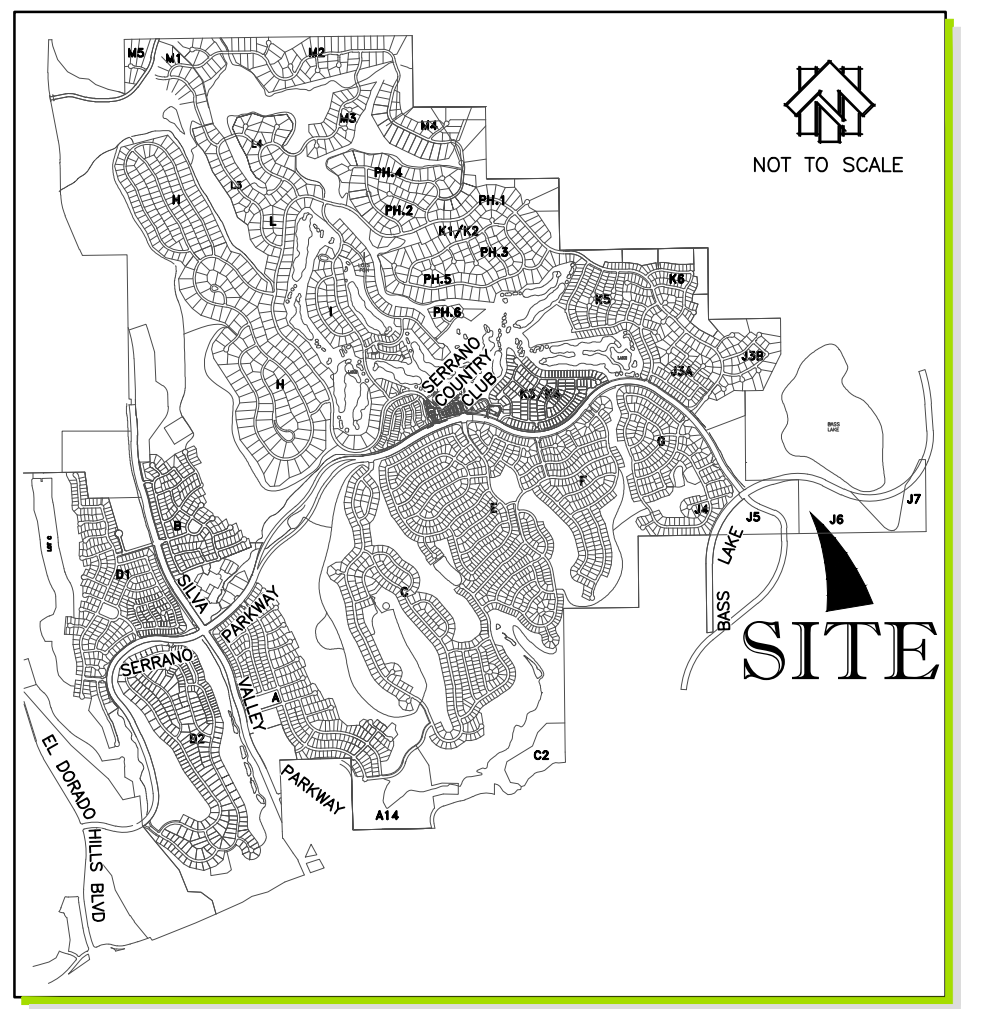 M5
M1
M2
M3
M4
NOT TO SCALE
L4
L3
L
H
PH.4
PH.2
PH.1
K1/K2
PH.3
PH.5
PH.6
I
K5
K6
LAKE
J3A
J3B
SERRANO
COUNTRY
CLUB
K3/K4
H
BASS
LAKE
G
F
E
J4
J5
J6
J7
B
D1
C
LOT C
SILVA
VALLEY
PARKWAY
SERRANO
PARKWAY
BASS LAKE
SITE
A
D2
C2
A14
EL DORADO HILLS BLVD